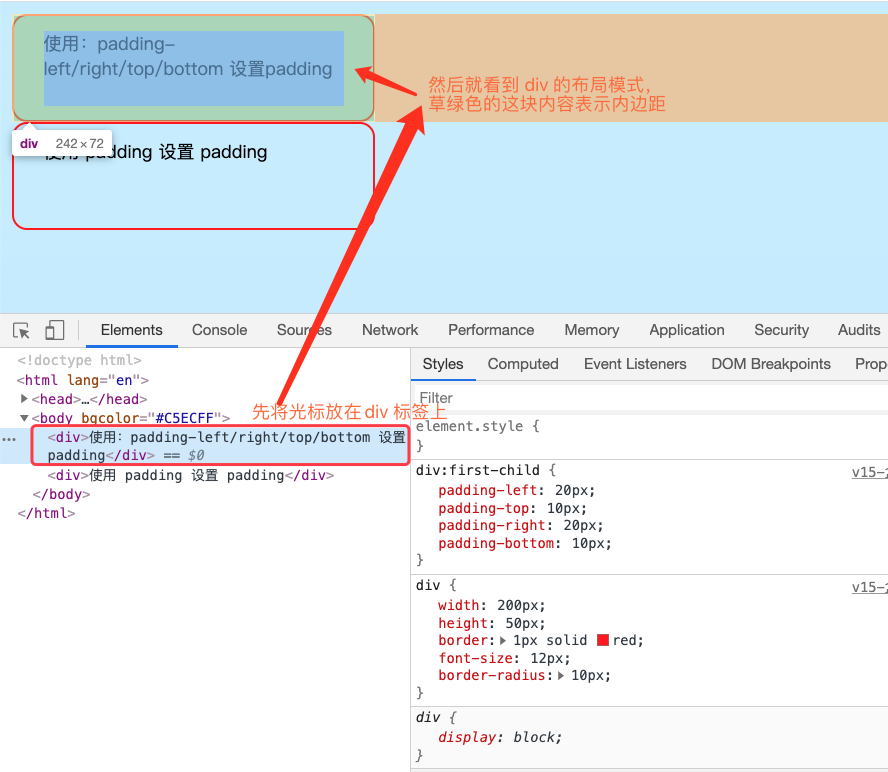 使用：padding-
left/right/top/bottom 设置padding
然后就看到 div 的布局模式，
草绿色的这块内容表示内边距
div 242 × 72
使用 padding 设置 padding
Elements Console Sources Network Performance Memory Application Security Audits
<!doctype html>
<html lang="en">
<head>…</head>
先将光标放在 div 标签上
<body bgcolor="#C5ECFF">
<div>使用：padding-left/right/top/bottom 设置
padding</div> == $0
<div>使用 padding 设置 padding</div>
</body>
</html>
Styles Computed Event Listeners DOM Breakpoints Prop
Filter
element.style {
}
div:first-child { v15-2
padding-left: 20px;
padding-top: 10px;
padding-right: 20px;
padding-bottom: 10px;
}
div { v15-2
width: 200px;
height: 50px;
border: 1px solid red;
font-size: 12px;
border-radius: 10px;
}
div {
display: block;
}